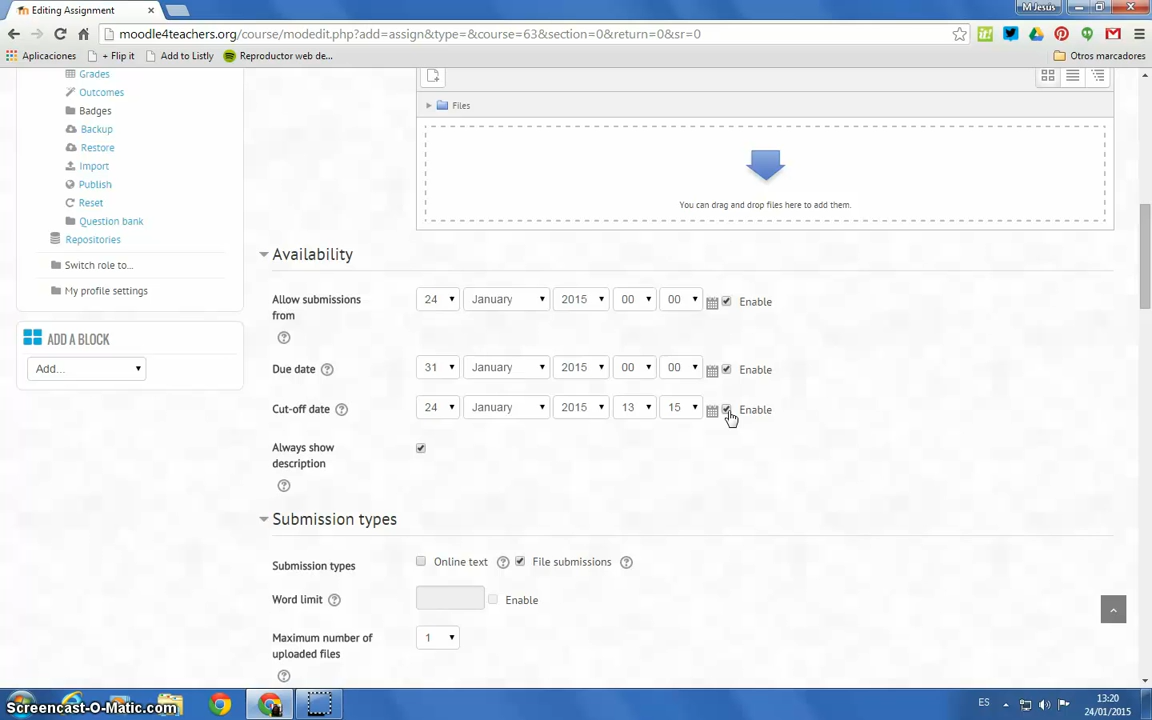 Editing Assignment
M Jesús
moodle4teachers.org/course/modedit.php?add=assign&type=&course=63&section=0&return=0&sr=0
Aplicaciones
+ Flip it
Add to Listly
Reproductor web de...
Otros marcadores
Grades
Outcomes
Badges
Backup
Restore
Import
Publish
Reset
Question bank
Repositories
Switch role to...
My profile settings
ADD A BLOCK
Add...
Files
You can drag and drop files here to add them.
Availability
Allow submissions from
24 January 2015 00 00 Enable
Due date 31 January 2015 00 00 Enable
Cut-off date 24 January 2015 13 15 Enable
Always show
description
Submission types
Submission types Online text File submissions
Word limit Enable
Maximum number of 1
uploaded files
ES
13:20
24/01/2015
Screencast-O-Matic.com